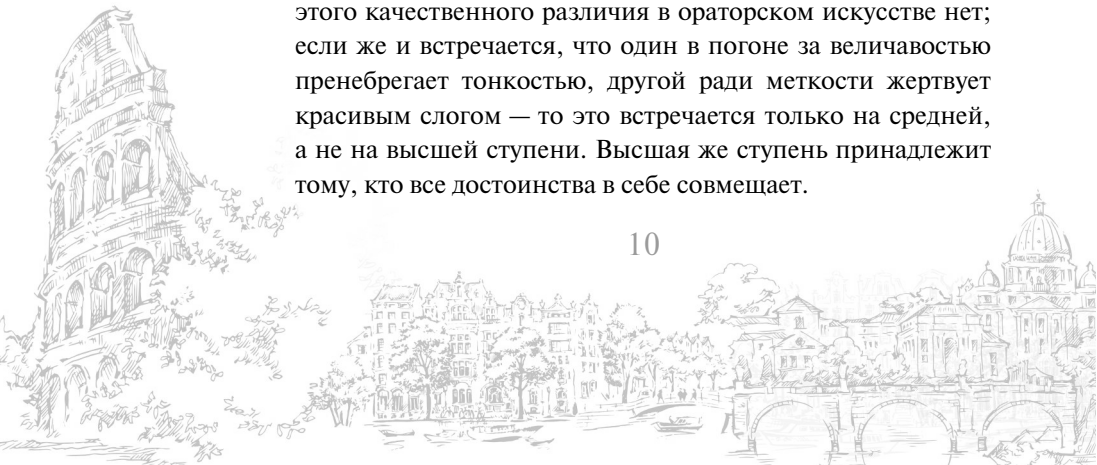 этого качественного различия в ораторском искусстве нет;
если же и встречается, что один в погоне за величавостью
пренебрегает тонкостью, другой ради меткости жертвует
красивым слогом — то это встречается только на средней,
а не на высшей ступени. Высшая же ступень принадлежит
тому, кто все достоинства в себе совмещает.
10